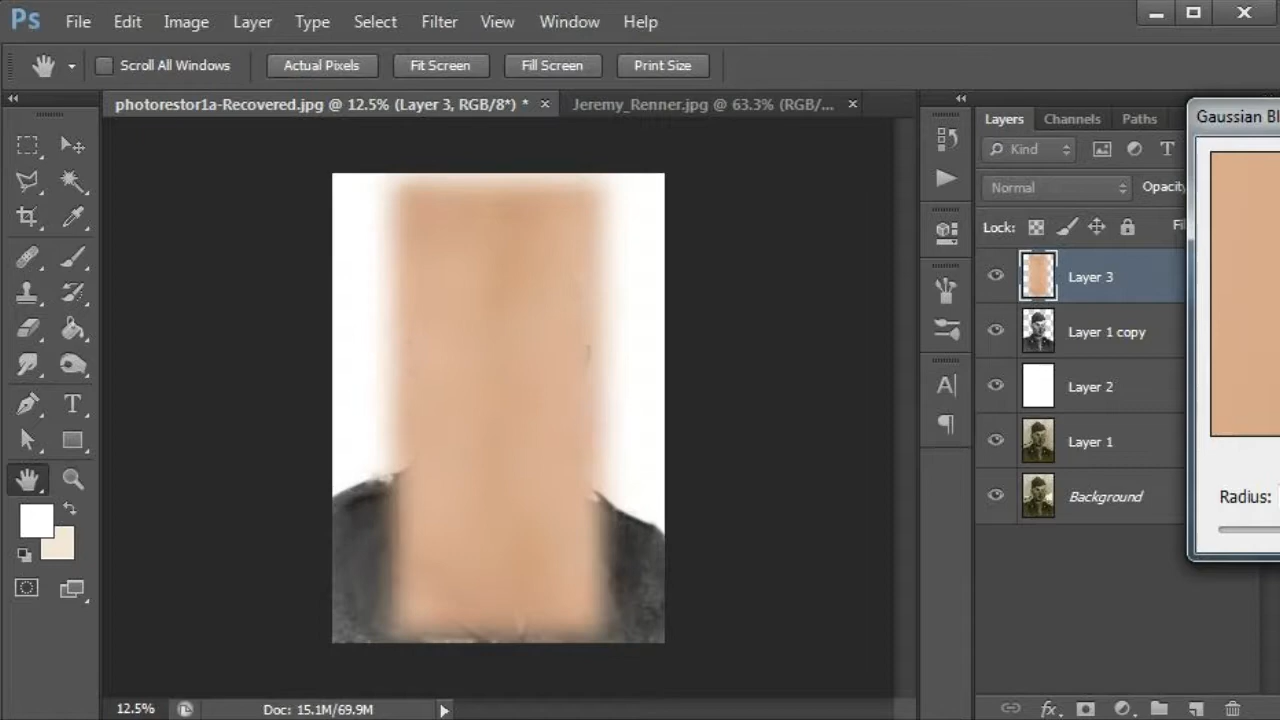 Ps File Edit Image Layer Filter Type Select Filter View Window Help
Scroll All Windows Actual Pixels Fit Screen Fill Screen Print Size
photorestor1a-Recovered.jpg @ 12.5% (Layer 3, RGB/8*) * × Jeremy_Renner.jpg @ 63.3% (RGB/... ×
Layers Channels Paths
Gaussian Bl
Kind
Normal Opacity
Lock: Fil
Layer 3
Layer 1 copy
Layer 2
Layer 1
Background
Radius:
12.5% Doc: 15.1M/69.9M